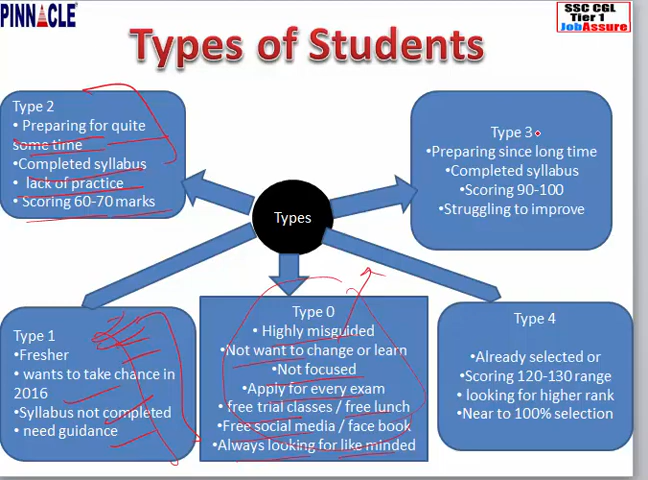 PINNACLE
SSC CGL
Tier 1
JobAssure
Types of Students
Type 2
• Preparing for quite
some time
•Completed syllabus
• lack of practice
• Scoring 60-70 marks
Type 3
•Preparing since long time
•Completed syllabus
•Scoring 90-100
•Struggling to improve
Types
Type 1
•Fresher
• wants to take chance in
2016
•Syllabus not completed
• need guidance
Type 0
• Highly misguided
•Not want to change or learn
•Not focused
•Apply for every exam
• free trial classes / free lunch
•Free social media / face book
•Always looking for like minded
Type 4
•Already selected or
•Scoring 120-130 range
• looking for higher rank
•Near to 100% selection